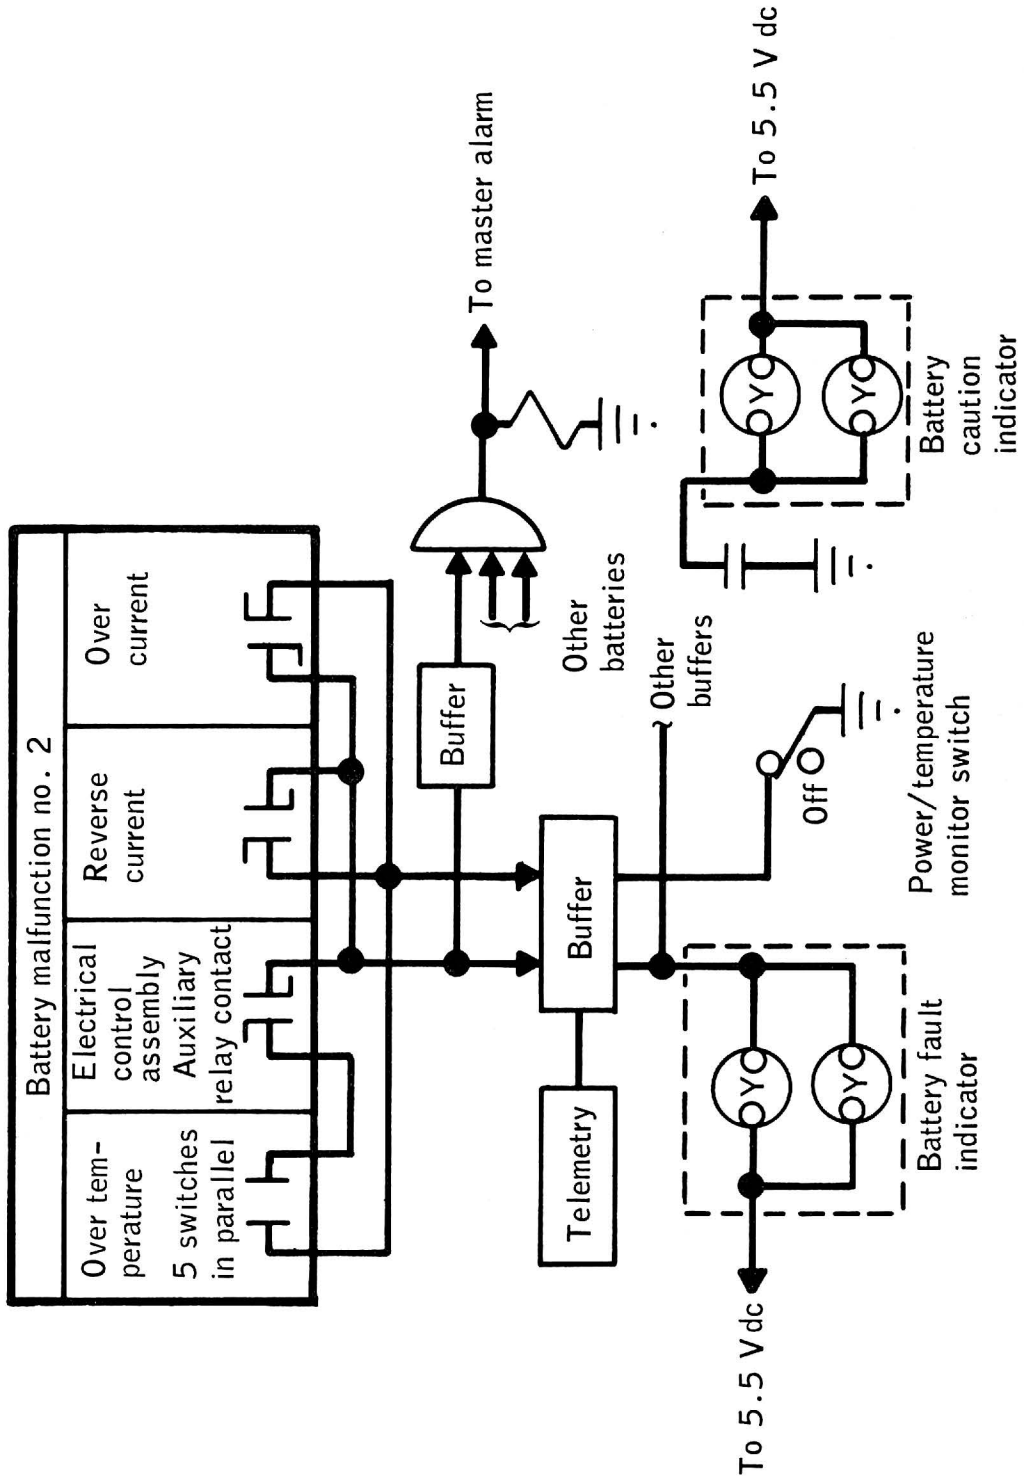 Battery malfunction no. 2
Over tem-
perature
5 switches
in parallel
Electrical
control
assembly
Auxiliary
relay contact
Reverse
current
Over
current
Buffer
To master alarm
Other
batteries
Telemetry
Buffer
Other
buffers
Off
Power/temperature
monitor switch
To 5.5 V dc
Y
Y
Battery fault
indicator
Y
Y
To 5.5 V dc
Battery
caution
indicator